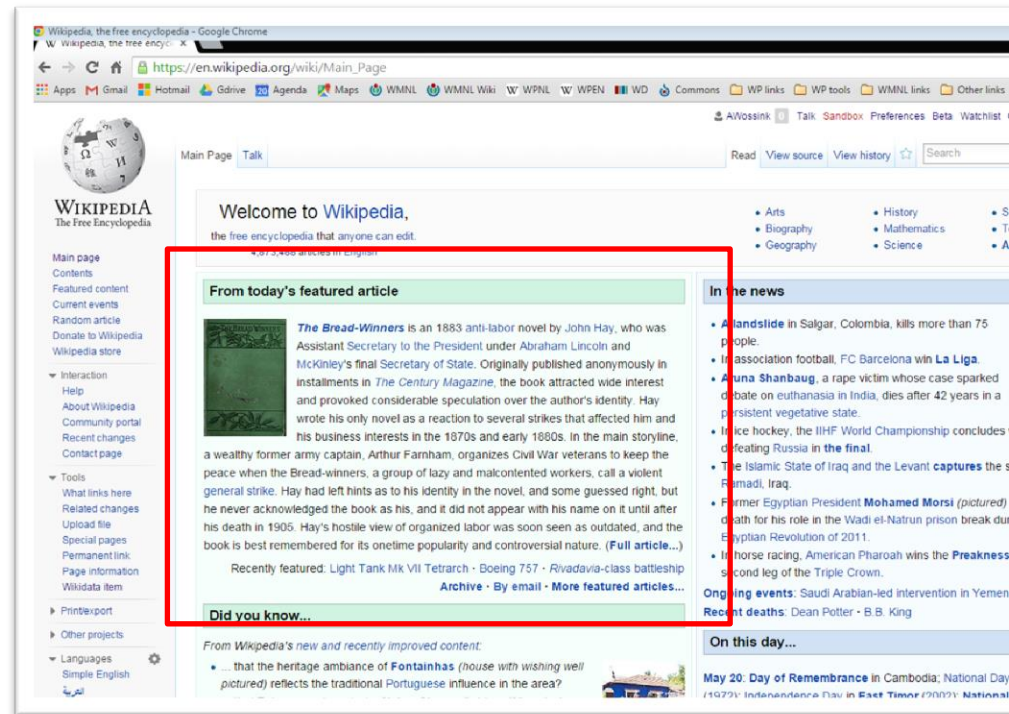 Wikipedia, the free encyclopedia - Google Chrome
Wikipedia, the free ency
https://en.wikipedia.org/wiki/Main_Page
Apps Gmail Hotmail Gdrive Agenda Maps WMNL WMNL Wiki WPNL WPEN WD Commons WP links WP tools WMNL links Other links
AWossink 0 Talk Sandbox Preferences Beta Watchlist
Main Page Talk Read View source View history Search
WIKIPEDIA
The Free Encyclopedia
Main page
Contents
Featured content
Current events
Random article
Donate to Wikipedia
Wikipedia store
Interaction
Help
About Wikipedia
Community portal
Recent changes
Contact page
Tools
What links here
Related changes
Upload file
Special pages
Permanent link
Page information
Wikidata item
Print/export
Other projects
Languages
Simple English
العربية
Welcome to Wikipedia,
the free encyclopedia that anyone can edit.
4,873,488 articles in English
• Arts
• Biography
• Geography
• History
• Mathematics
• Science
From today's featured article
The Bread-Winners is an 1883 anti-labor novel by John Hay, who was
Assistant Secretary to the President under Abraham Lincoln and
McKinley's final Secretary of State. Originally published anonymously in
installments in The Century Magazine, the book attracted wide interest
and provoked considerable speculation over the author's identity. Hay
wrote his only novel as a reaction to several strikes that affected him and
his business interests in the 1870s and early 1880s. In the main storyline,
a wealthy former army captain, Arthur Farnham, organizes Civil War veterans to keep the
peace when the Bread-winners, a group of lazy and malcontented workers, call a violent
general strike. Hay had left hints as to his identity in the novel, and some guessed right, but
he never acknowledged the book as his, and it did not appear with his name on it until after
his death in 1905. Hay's hostile view of organized labor was soon seen as outdated, and the
book is best remembered for its onetime popularity and controversial nature. (Full article...)
Recently featured: Light Tank Mk VII Tetrarch · Boeing 757 · Rivadavia-class battleship
Archive · By email · More featured articles...
Did you know...
From Wikipedia's new and recently improved content:
• ... that the heritage ambiance of Fontainhas (house with wishing well
pictured) reflects the traditional Portuguese influence in the area?
In the news
• A landslide in Salgar, Colombia, kills more than 75
people.
• In association football, FC Barcelona win La Liga.
• Aruna Shanbaug, a rape victim whose case sparked
debate on euthanasia in India, dies after 42 years in a
persistent vegetative state.
• In ice hockey, the IIHF World Championship concludes
defeating Russia in the final.
• The Islamic State of Iraq and the Levant captures the
Ramadi, Iraq.
• Former Egyptian President Mohamed Morsi (pictured)
death for his role in the Wadi el-Natrun prison break
Egyptian Revolution of 2011.
• In horse racing, American Pharoah wins the Preakness
second leg of the Triple Crown.
Ongoing events: Saudi Arabian-led intervention in Yemen
Recent deaths: Dean Potter · B.B. King
On this day...
May 20: Day of Remembrance in Cambodia; National Day
(1972); Independence Day in East Timor (2002); National